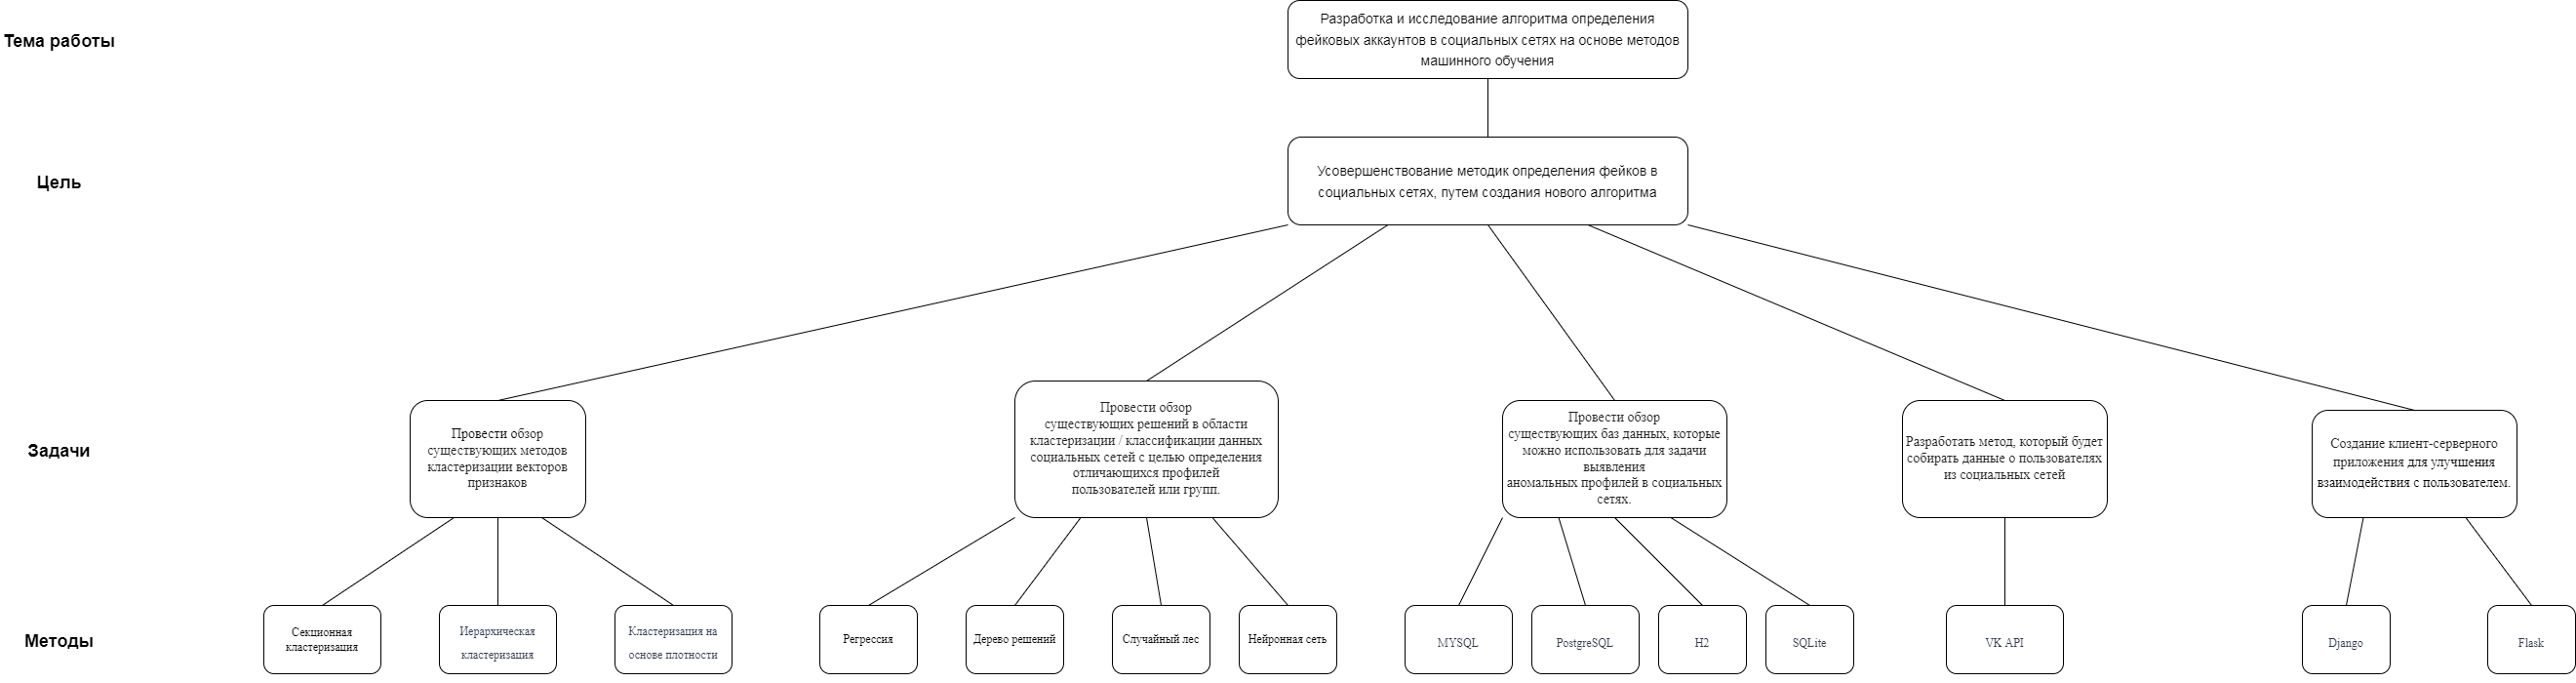 Тема работы
Разработка и исследование алгоритма определения
фейковых аккаунтов в социальных сетях на основе методов
машинного обучения
Цель
Усовершенствование методик определения фейков в
социальных сетях, путем создания нового алгоритма
Задачи
Провести обзор
существующих методов
кластеризации векторов
признаков
Провести обзор
существующих решений в области
кластеризации / классификации данных
социальных сетей с целью определения
отличающихся профилей
пользователей или групп.
Провести обзор
существующих баз данных, которые
можно использовать для задачи
выявления
аномальных профилей в социальных
сетях.
Разработать метод, который будет
собирать данные о пользователях
из социальных сетей
Создание клиент-серверного
приложения для улучшения
взаимодействия с пользователем.
Методы
Секционная
кластеризация
Иерархическая
кластеризация
Кластеризация на
основе плотности
Регрессия
Дерево решений
Случайный лес
Нейронная сеть
MYSQL
PostgreSQL
H2
SQLite
VK API
Django
Flask